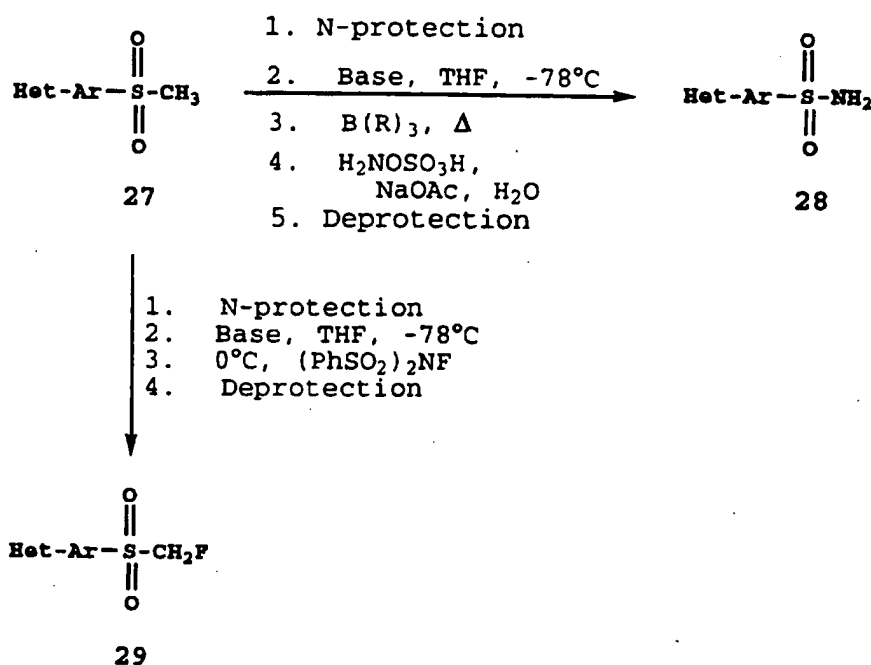 1. N-protection
2. Base, THF, -78°C
3. B(R)₃, Δ
4. H₂NOSO₃H,
NaOAc, H₂O
5. Deprotection
O
Het-Ar-S-CH₃
O
27
O
Het-Ar-S-NH₂
O
28
1. N-protection
2. Base, THF, -78°C
3. 0°C, (PhSO₂)₂NF
4. Deprotection
O
Het-Ar-S-CH₂F
O
29